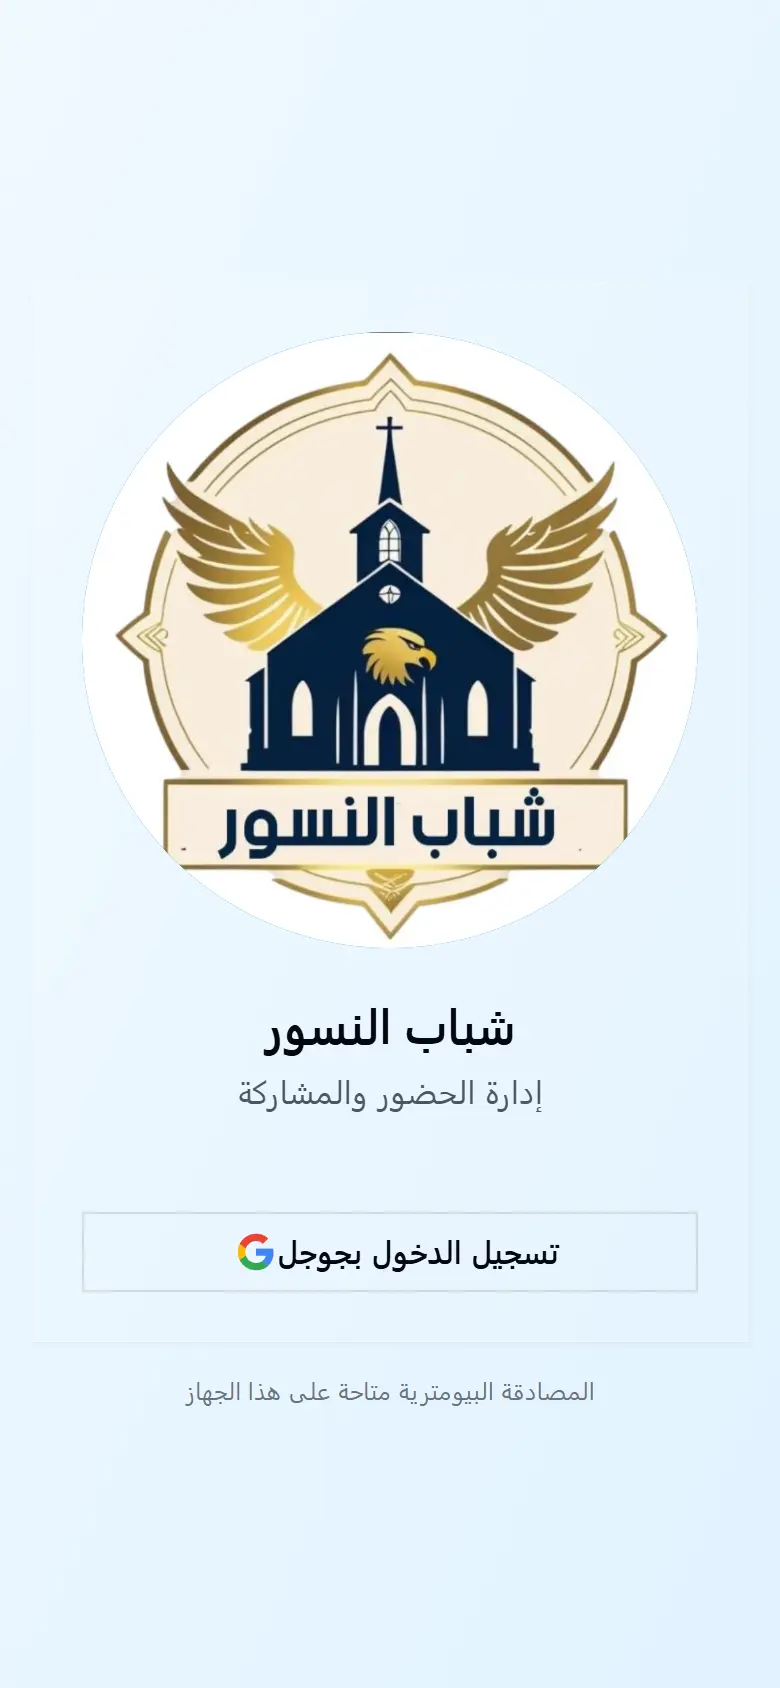 شباب النسور
شباب النسور
إدارة الحضور والمشاركة
تسجيل الدخول بجوجل
المصادقة البيومترية متاحة على هذا الجهاز